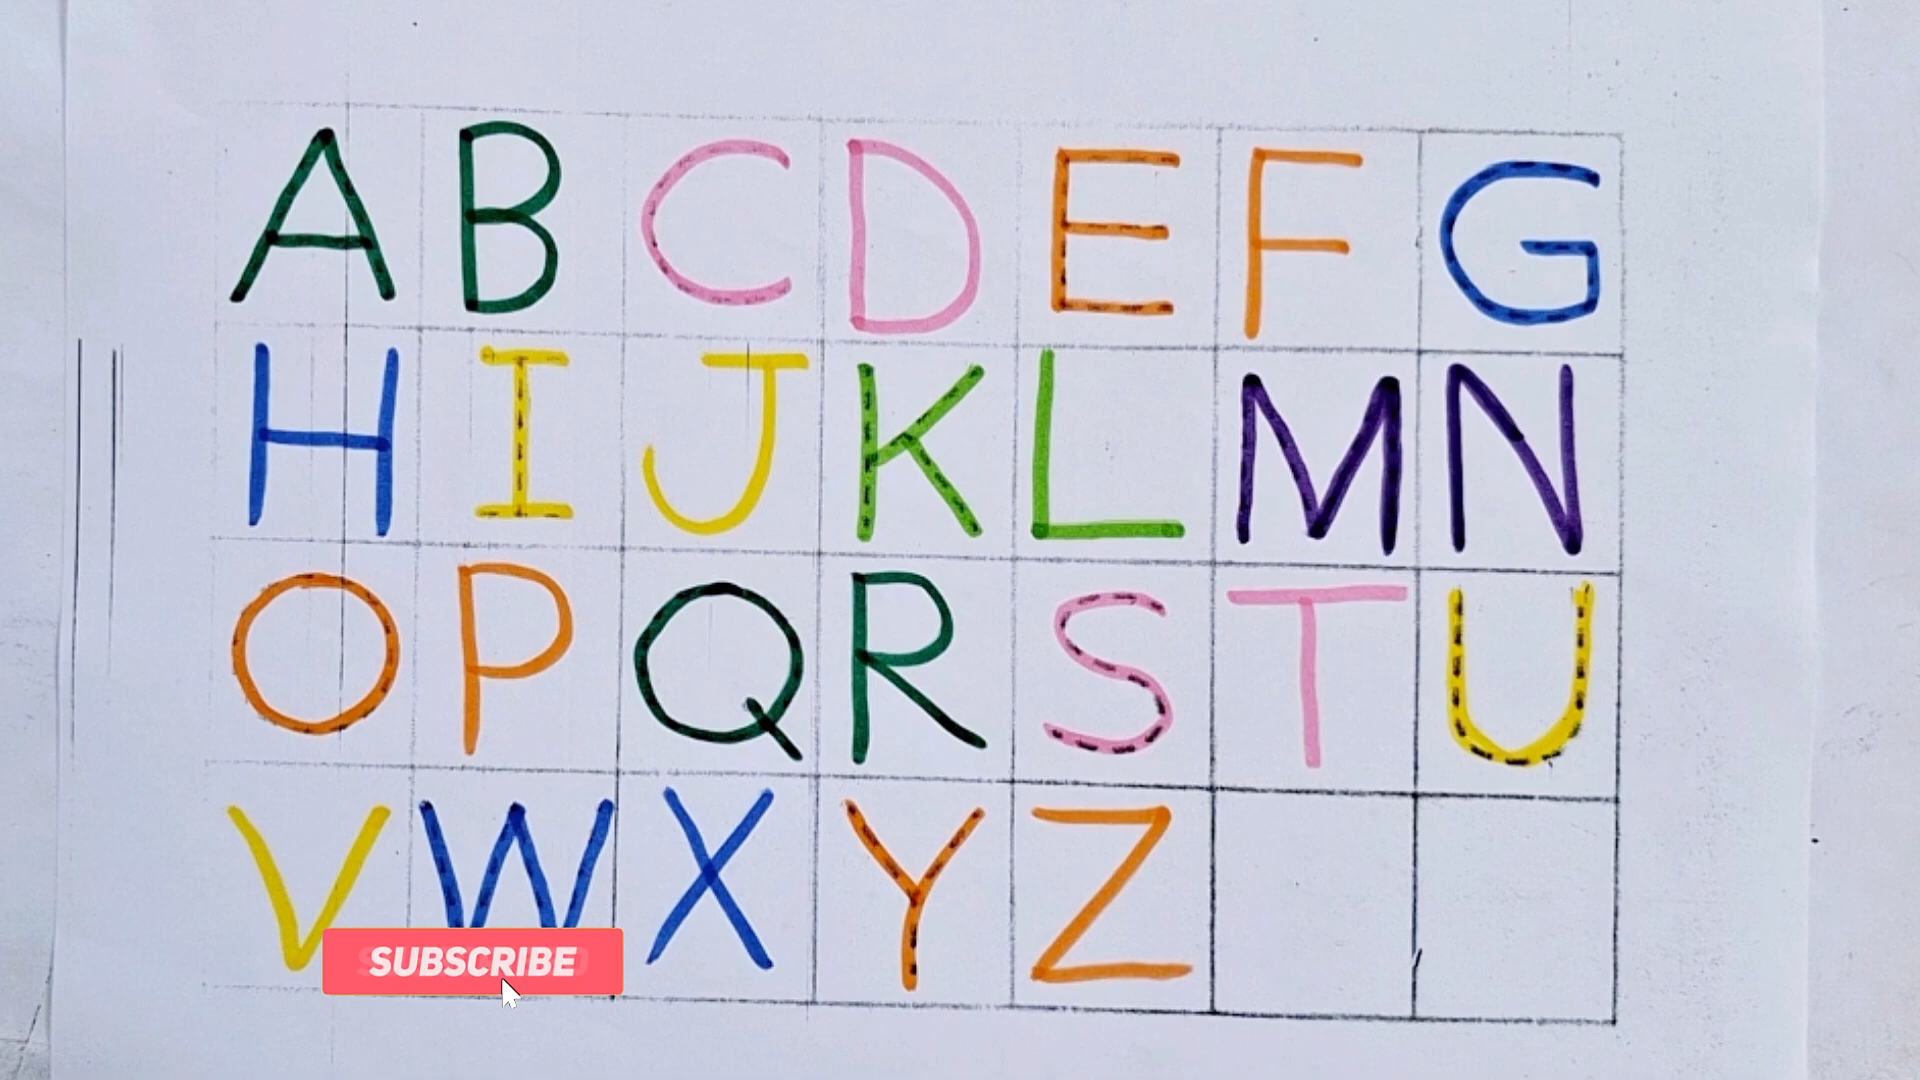 A B C D E F G
H I J K L M N
O P Q R S T U
V W X Y Z
SUBSCRIBE